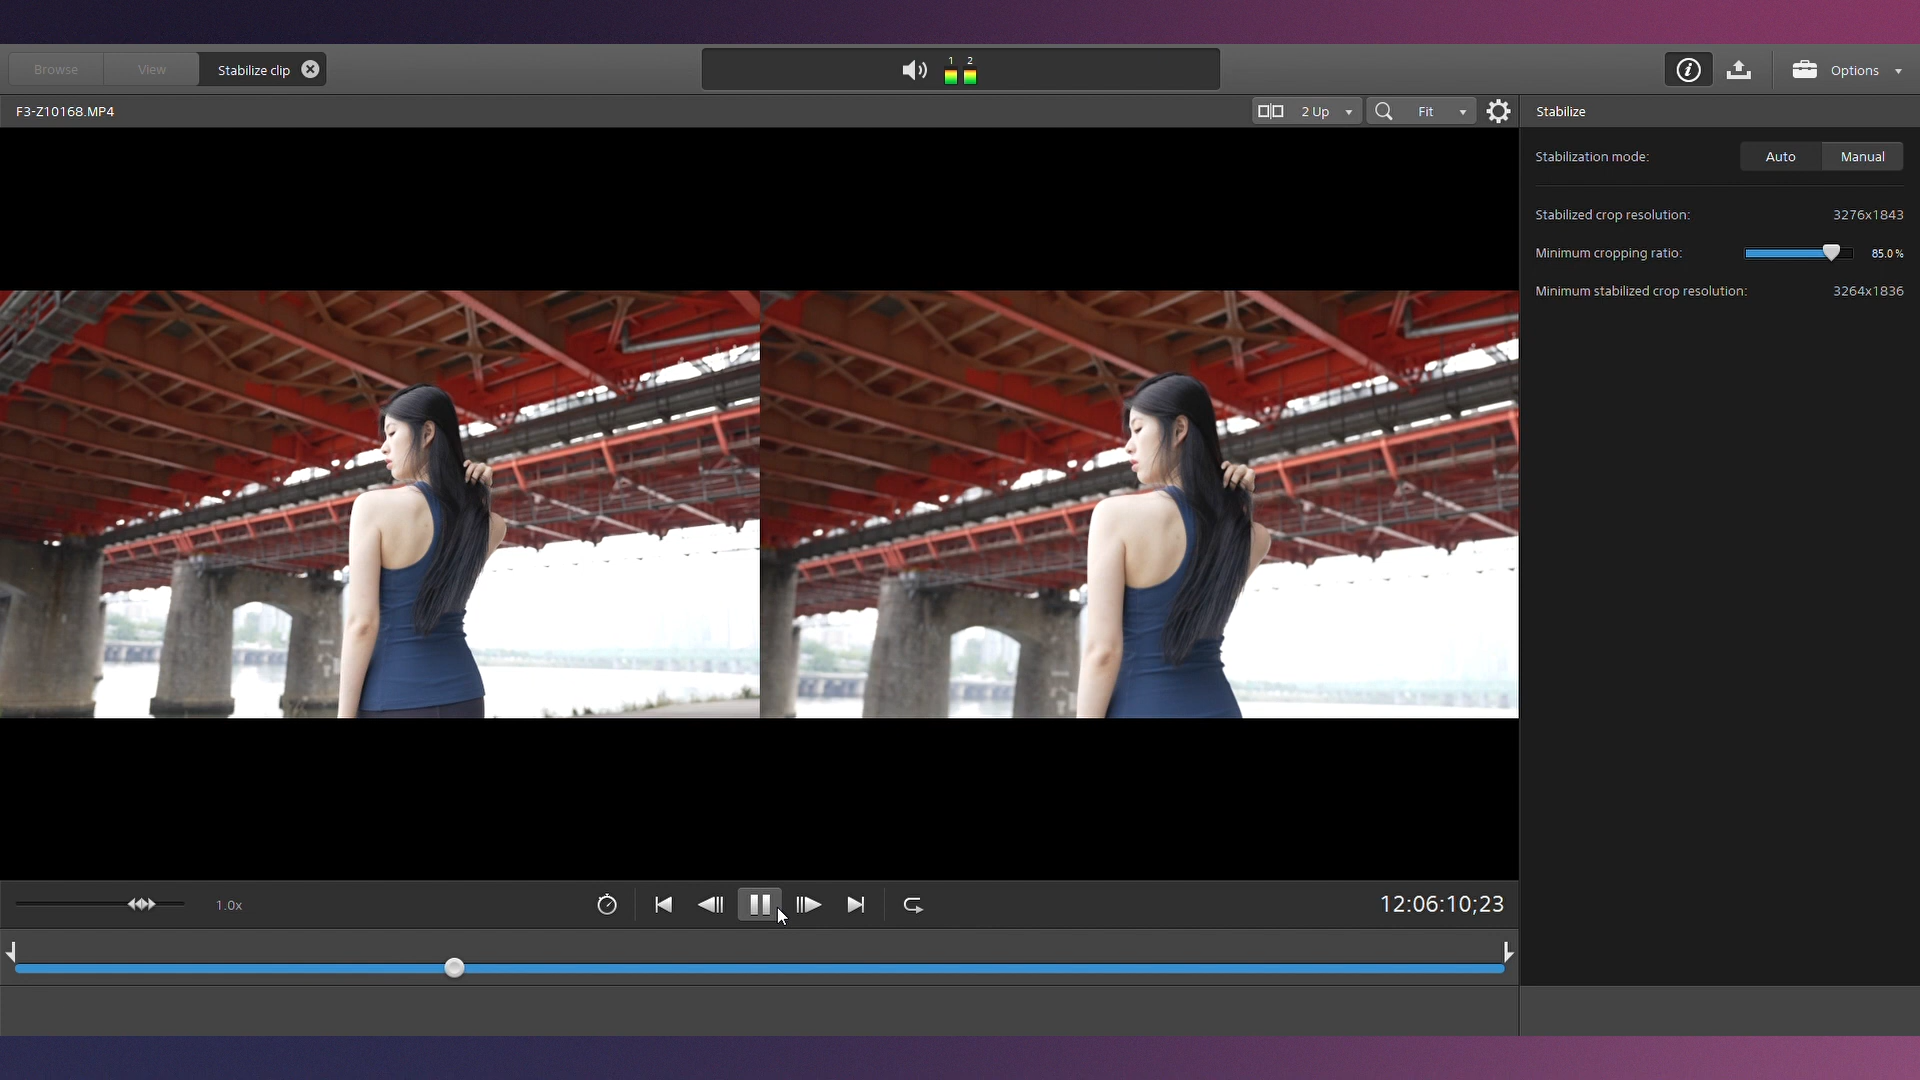 Browse
View
Stabilize clip
1 2
Options
F3-Z10168.MP4
2 Up
Fit
Stabilize
Stabilization mode:
Auto
Manual
Stabilized crop resolution:
3276x1843
Minimum cropping ratio:
85.0 %
Minimum stabilized crop resolution:
3264x1836
1.0x
12:06:10;23